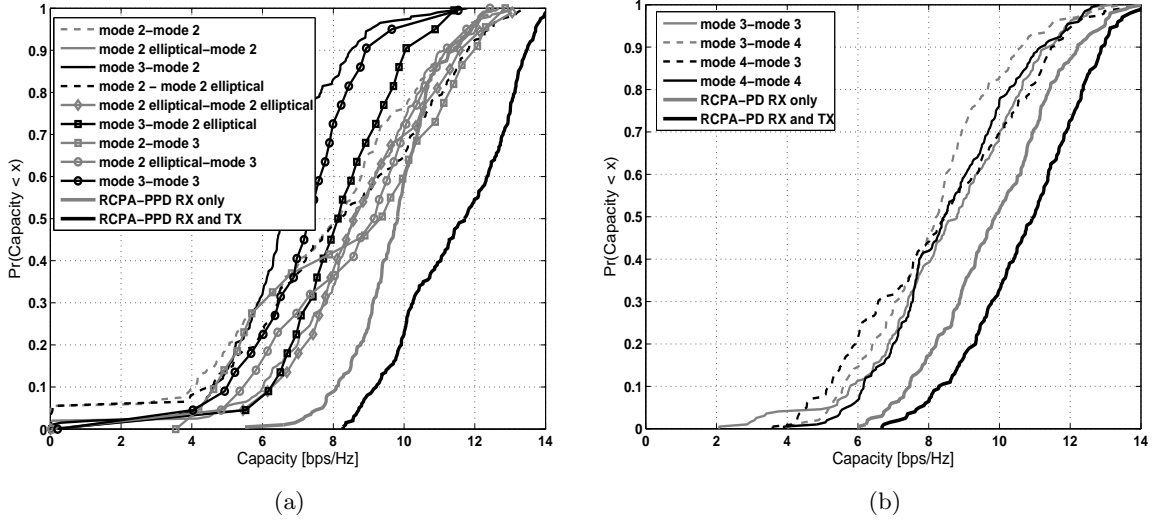 Pr(Capacity < x)
1
0.9
0.8
0.7
0.6
0.5
0.4
0.3
0.2
0.1
0
mode 2−mode 2
mode 2 elliptical−mode 2
mode 3−mode 2
mode 2 − mode 2 elliptical
mode 2 elliptical−mode 2 elliptical
mode 3−mode 2 elliptical
mode 2−mode 3
mode 2 elliptical−mode 3
mode 3−mode 3
RCPA−PPD RX only
RCPA−PPD RX and TX
0 2 4 6 8 10 12 14
Capacity [bps/Hz]
(a)
Pr(Capacity < x)
1
0.9
0.8
0.7
0.6
0.5
0.4
0.3
0.2
0.1
0
mode 3−mode 3
mode 3−mode 4
mode 4−mode 3
mode 4−mode 4
RCPA−PD RX only
RCPA−PD RX and TX
0 2 4 6 8 10 12 14
Capacity [bps/Hz]
(b)